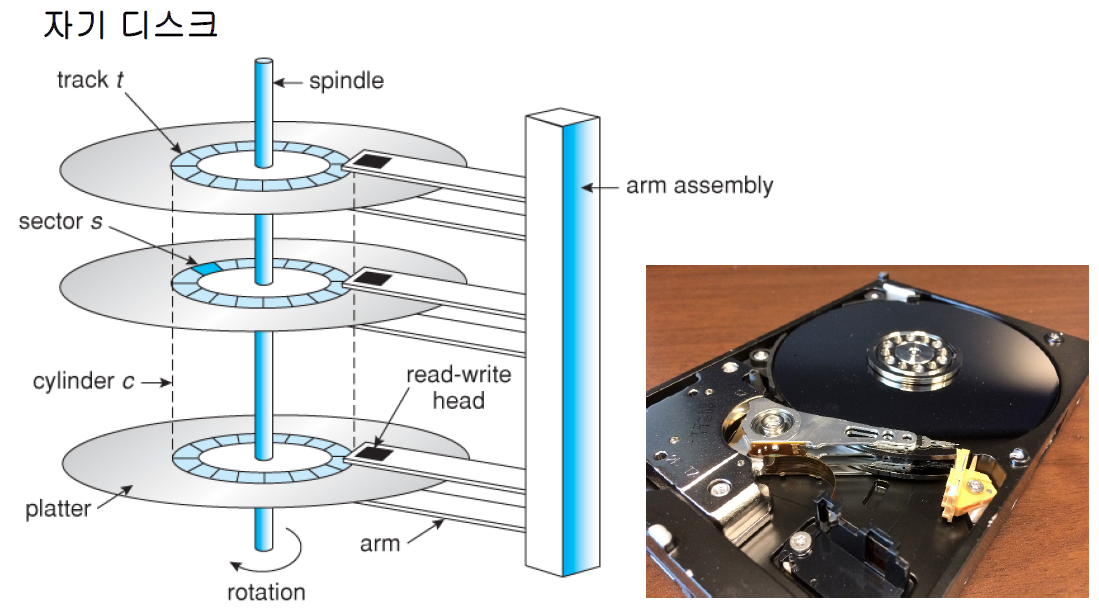 자기 디스크
track t
spindle
arm assembly
sector s
cylinder c
read-write
head
platter
arm
rotation